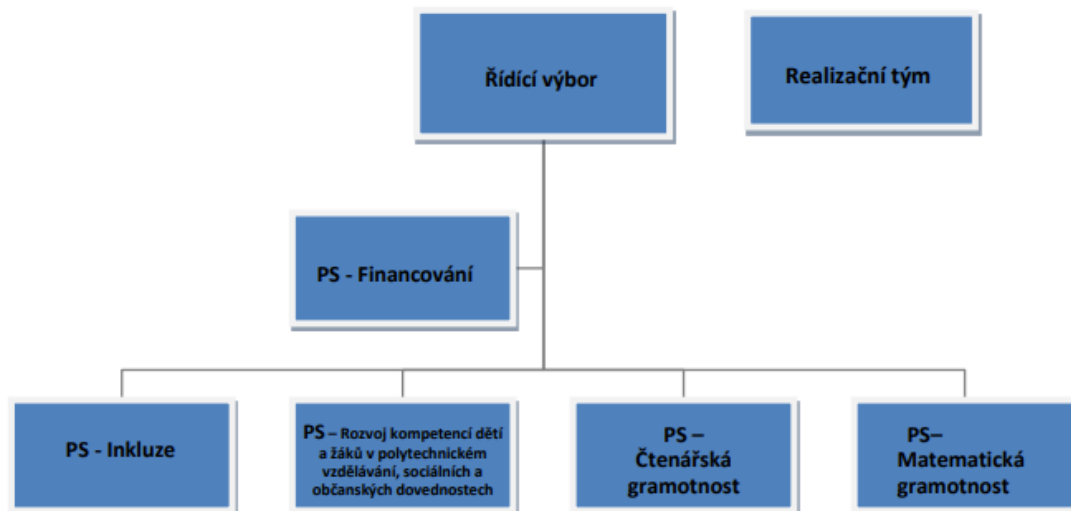 Řídící výbor
Realizační tým
PS - Financování
PS - Inkluze
PS – Rozvoj kompetencí dětí
a žáků v polytechnickém
vzdělávání, sociálních a
občanských dovednostech
PS –
Čtenářská
gramotnost
PS–
Matematická
gramotnost